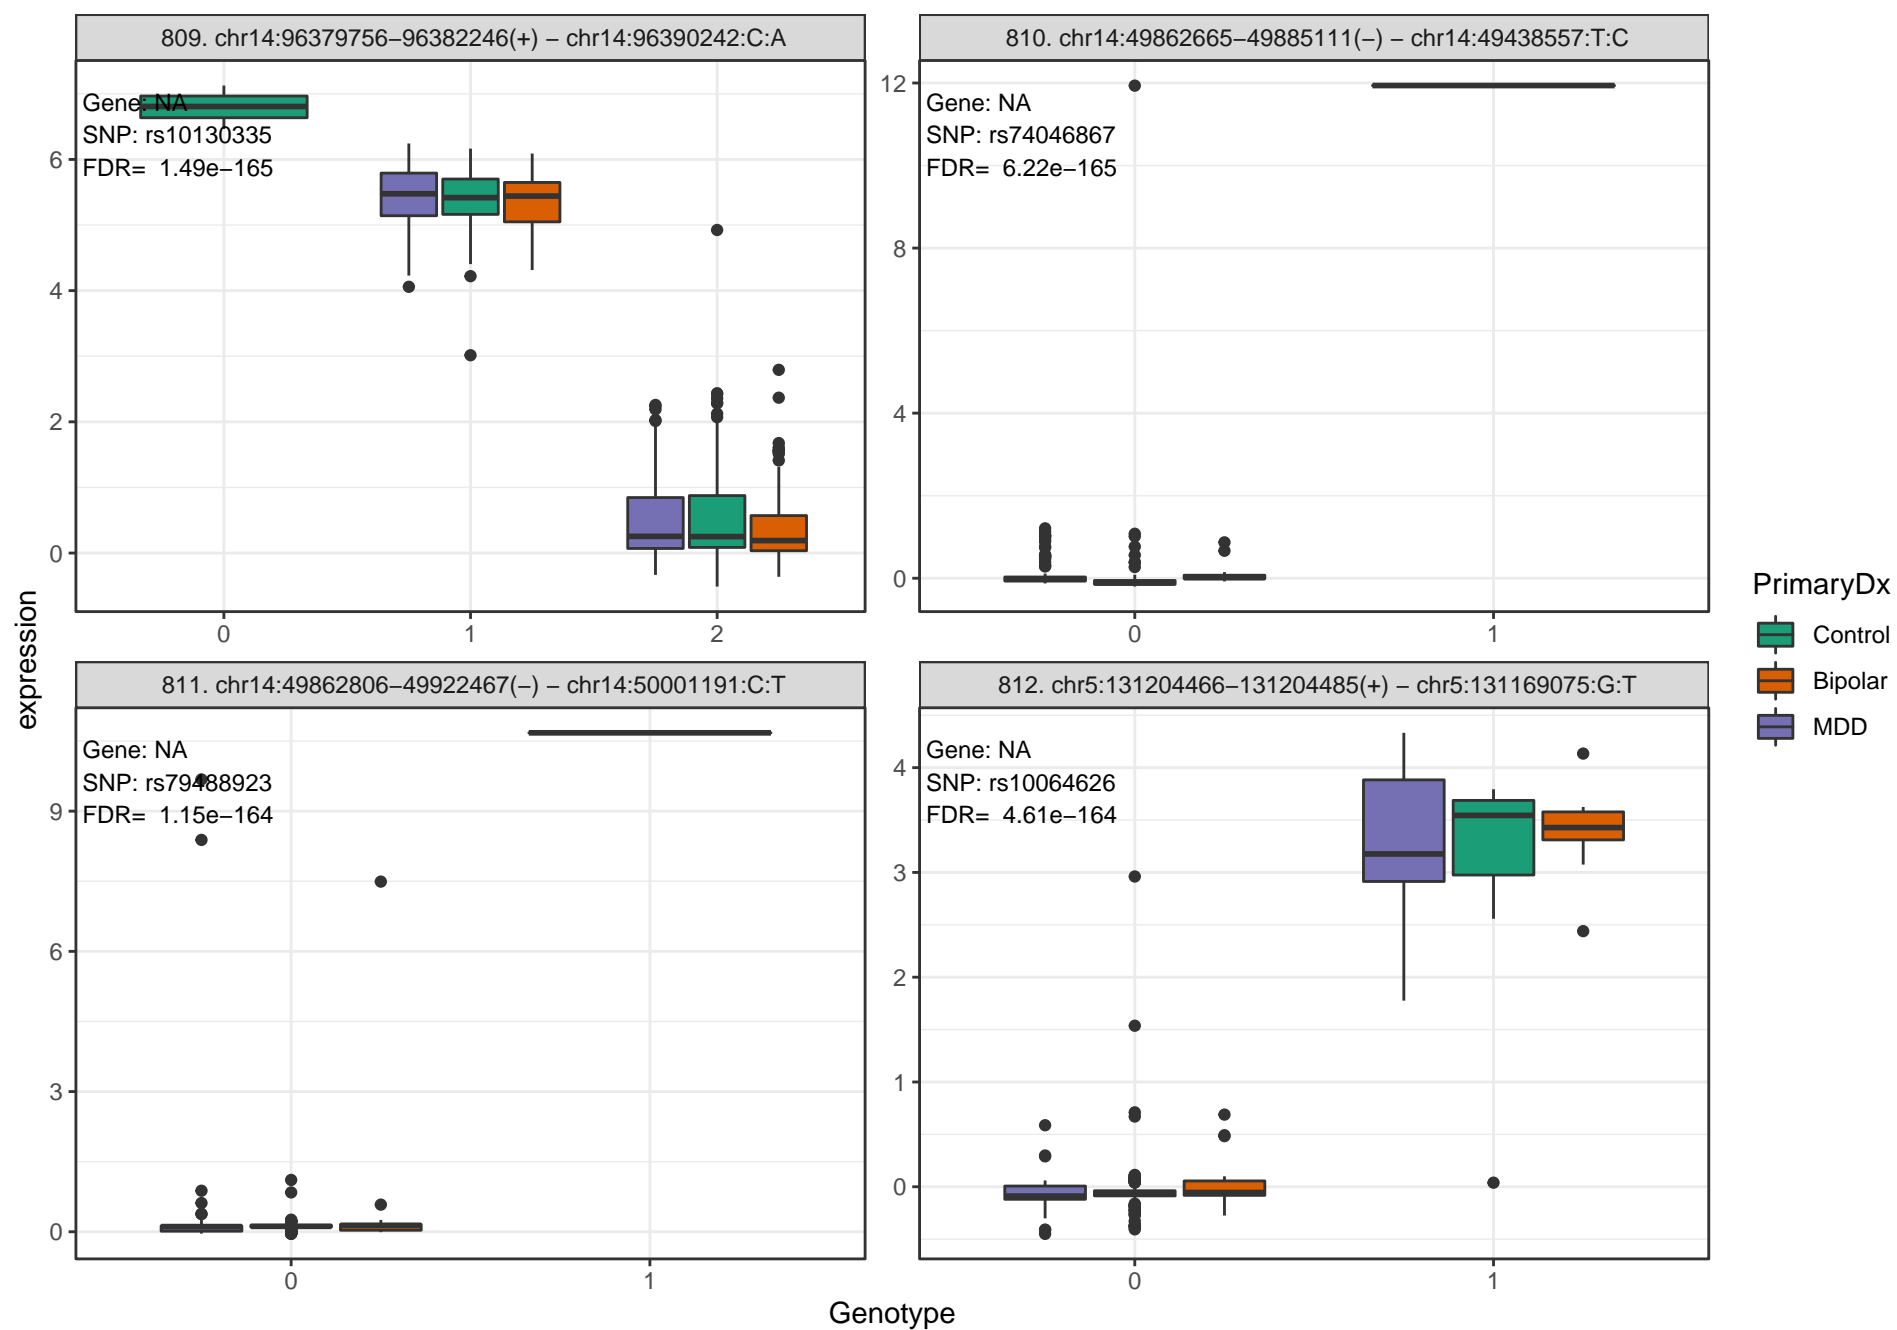 809. chr14:96379756−96382246(+) − chr14:96390242:C:A
Gene: NA
SNP: rs10130335
FDR= 1.49e−165
6
4
2
0
0
1
2
810. chr14:49862665−49885111(−) − chr14:49438557:T:C
Gene: NA
SNP: rs74046867
FDR= 6.22e−165
12
8
4
0
0
1
811. chr14:49862806−49922467(−) − chr14:50001191:C:T
Gene: NA
SNP: rs79488923
FDR= 1.15e−164
9
6
3
0
0
1
812. chr5:131204466−131204485(+) − chr5:131169075:G:T
Gene: NA
SNP: rs10064626
FDR= 4.61e−164
4
3
2
1
0
0
1
expression
Genotype
PrimaryDx
Control
Bipolar
MDD